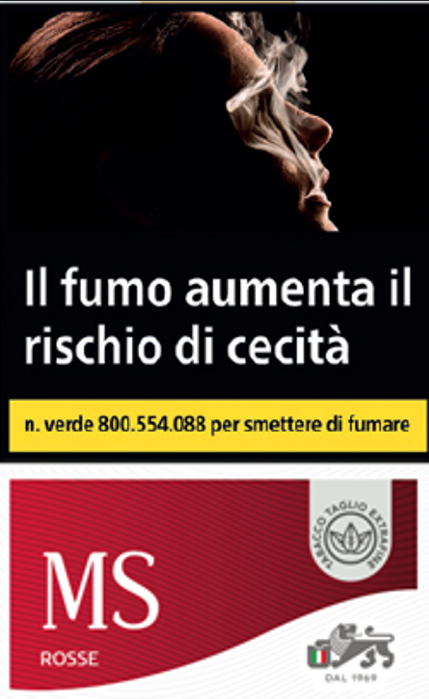 Il fumo aumenta il
rischio di cecità
n. verde 800.554.088 per smettere di fumare
TABACCO TAGLIO EXTRAFINE
MS
ROSSE
DAL 1969